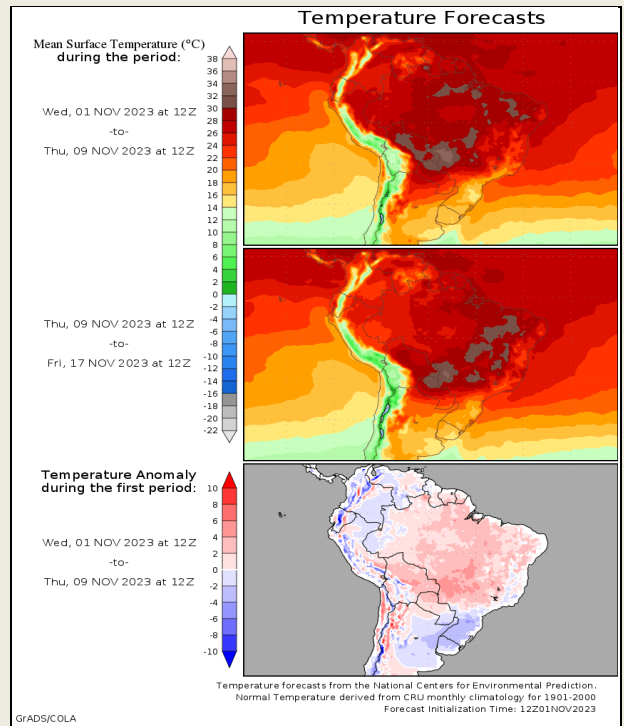 Temperature Forecasts
Mean Surface Temperature (°C)
during the period:
Wed, 01 NOV 2023 at 12Z
-to-
Thu, 09 NOV 2023 at 12Z
38
36
34
32
30
28
26
24
22
20
18
16
14
12
10
8
6
4
2
0
-2
-4
-6
-8
-10
-12
-14
-16
-18
-20
-22
Thu, 09 NOV 2023 at 12Z
-to-
Fri, 17 NOV 2023 at 12Z
Temperature Anomaly
during the first period:
Wed, 01 NOV 2023 at 12Z
-to-
Thu, 09 NOV 2023 at 12Z
10
8
6
4
2
0
-2
-4
-6
-8
-10
Temperature forecasts from the National Centers for Environmental Prediction.
Normal Temperature derived from CRU monthly climatology for 1901-2000
Forecast Initialization Time: 12Z01NOV2023
GrADS/COLA